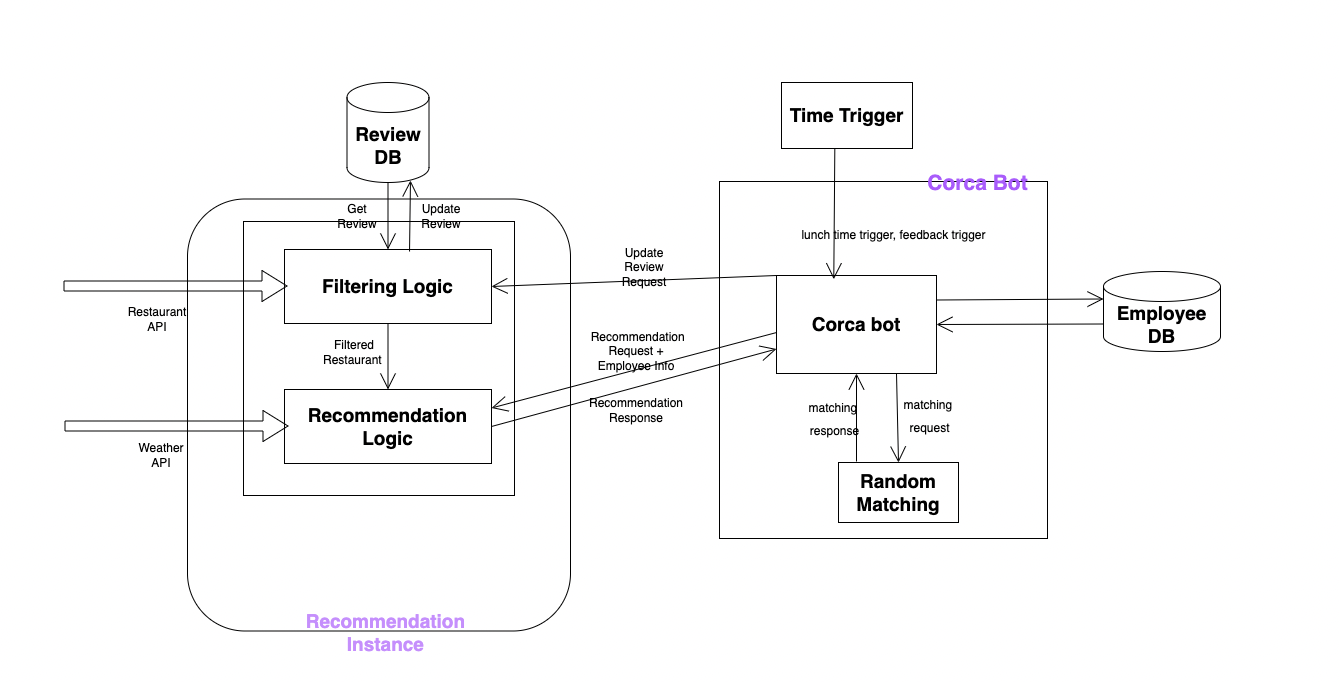 Review
DB
Time Trigger
Corca Bot
Get
Review
Update
Review
lunch time trigger, feedback trigger
Update
Review
Request
Filtering Logic
Restaurant
API
Corca bot
Employee
DB
Filtered
Restaurant
Recommendation
Request +
Employee Info
Recommendation
Response
Recommendation
Logic
Weather
API
matching
response
matching
request
Random
Matching
Recommendation
Instance